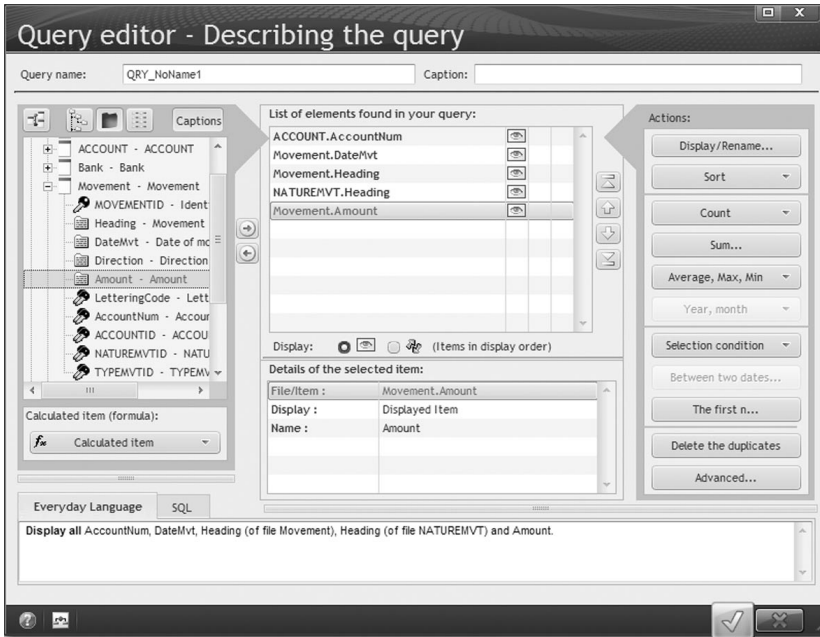 Query editor - Describing the query
Query name: QRY_NoName1 Caption:
Captions
ACCOUNT - ACCOUNT
Bank - Bank
Movement - Movement
MOVEMENTID - Ident
Heading - Movement
DateMvt - Date of mo
Direction - Direction
Amount - Amount
LetteringCode - Lett
AccountNum - Accour
ACCOUNTID - ACCOU
NATUREMVTID - NATU
TYPEMVTID - TYPEMV
Calculated item (formula):
fx Calculated item
List of elements found in your query:
ACCOUNT.AccountNum
Movement.DateMvt
Movement.Heading
NATUREMVT.Heading
Movement.Amount
Display: (Items in display order)
Details of the selected item:
File/Item : Movement.Amount
Display : Displayed Item
Name : Amount
Actions:
Display/Rename...
Sort
Count
Sum...
Average, Max, Min
Year, month
Selection condition
Between two dates...
The first n...
Delete the duplicates
Advanced...
Everyday Language SQL
Display all AccountNum, DateMvt, Heading (of file Movement), Heading (of file NATUREMVT) and Amount.